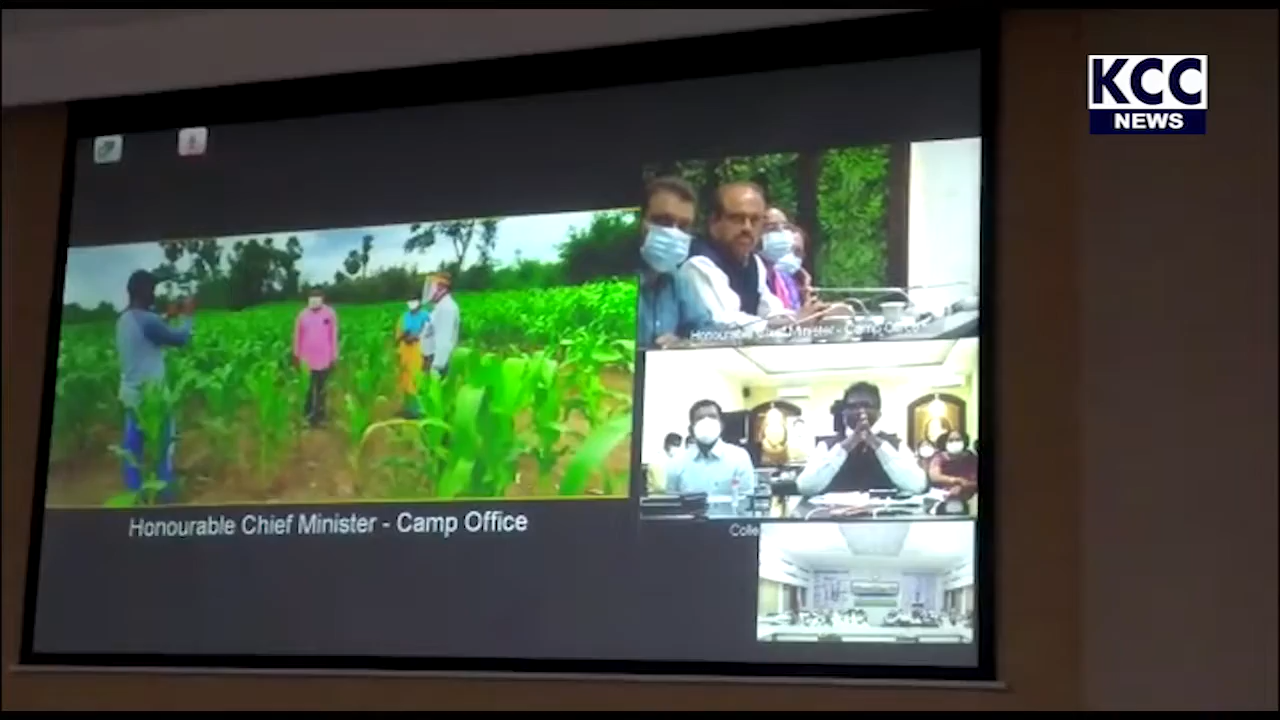 KCC
NEWS
Honourable Chief Minister - Camp Office
Honourable Chief Minister - Camp Office